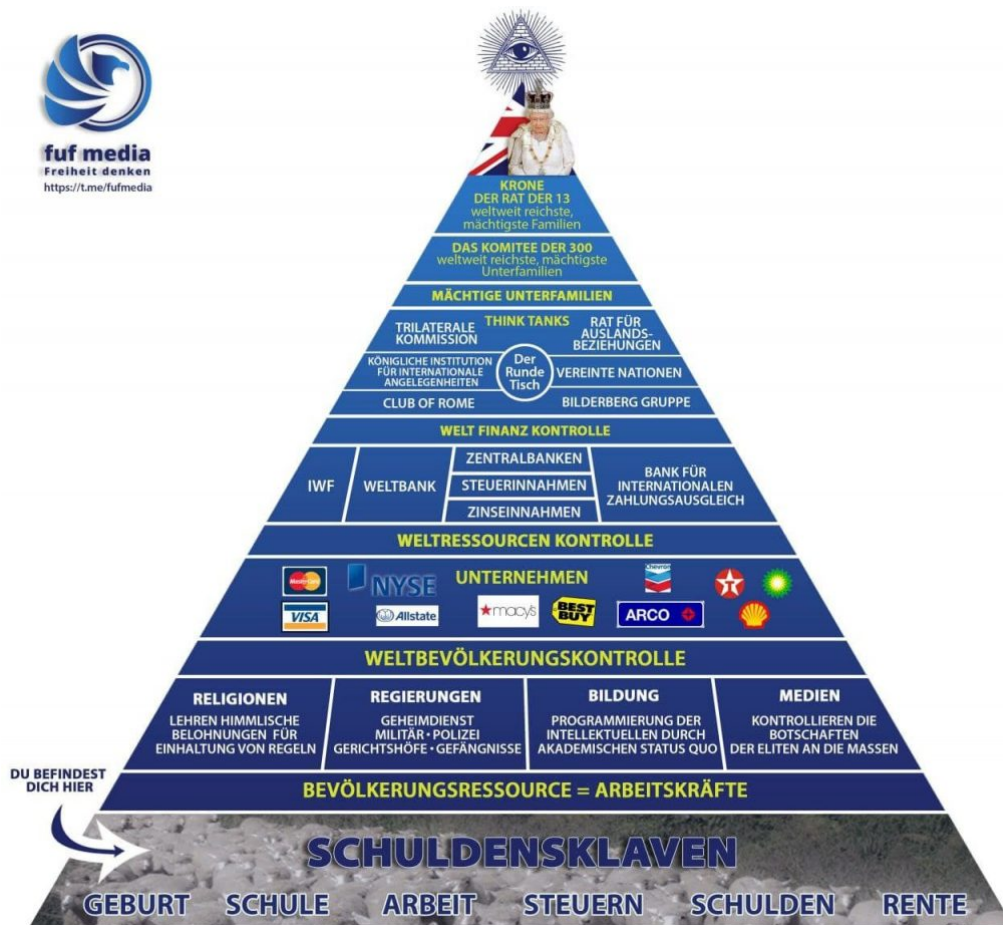 fuf media
Freiheit denken
https://t.me/fufmedia
KRONE
DER RAT DER 13
weltweit reichste,
mächtigste Familien
DAS KOMITEE DER 300
weltweit reichste, mächtigste
Unterfamilien
MÄCHTIGE UNTERFAMILIEN
THINK TANKS
TRILATERALE
KOMMISSION
RAT FÜR
AUSLANDS-
BEZIEHUNGEN
KÖNIGLICHE INSTITUTION
FÜR INTERNATIONALE
ANGELEGENHEITEN
Der
Runde
Tisch
VEREINTE NATIONEN
CLUB OF ROME
BILDERBERG GRUPPE
WELT FINANZ KONTROLLE
IWF
WELTBANK
ZENTRALBANKEN
STEUERINNAHMEN
ZINSEINNAHMEN
BANK FÜR
INTERNATIONALEN
ZAHLUNGSAUSGLEICH
WELTRESSOURCEN KONTROLLE
UNTERNEHMEN
MasterCard
NYSE
Chevron
VISA
Allstate
macy's
BEST
BUY
ARCO
WELTBEVÖLKERUNGSKONTROLLE
RELIGIONEN
LEHREN HIMMLISCHE
BELOHNUNGEN FÜR
EINHALTUNG VON REGELN
REGIERUNGEN
GEHEIMDIENST
MILITÄR • POLIZEI
GERICHTSHÖFE • GEFÄNGNISSE
BILDUNG
PROGRAMMIERUNG DER
INTELLEKTUELLEN DURCH
AKADEMISCHEN STATUS QUO
MEDIEN
KONTROLLIEREN DIE
BOTSCHAFTEN
DER ELITEN AN DIE MASSEN
DU BEFINDEST
DICH HIER
BEVÖLKERUNGSRESSOURCE = ARBEITSKRÄFTE
SCHULDENSKLAVEN
GEBURT SCHULE ARBEIT STEUERN SCHULDEN RENTE